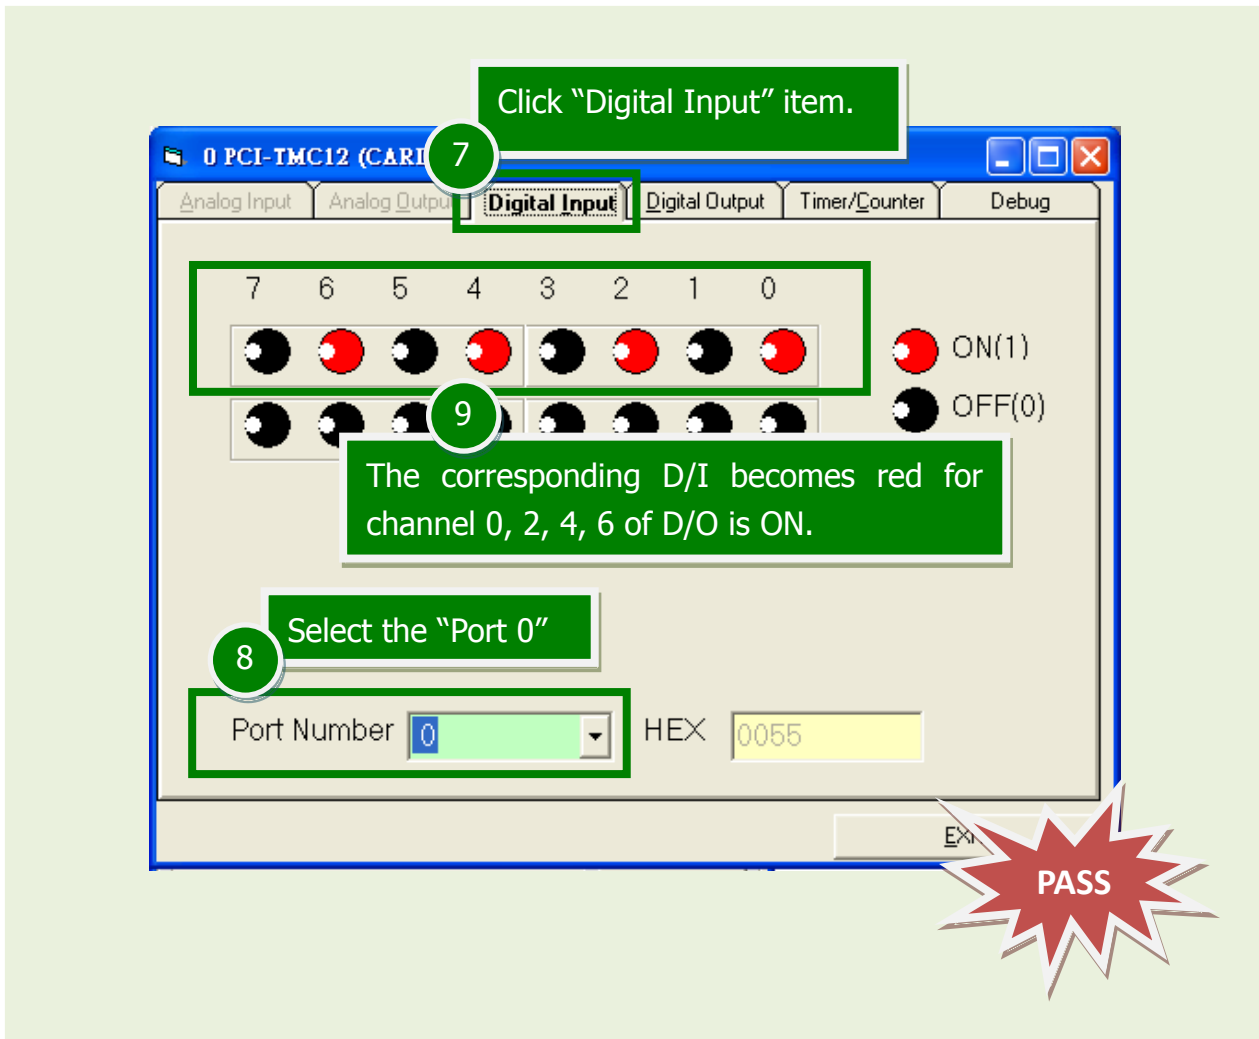 Click “Digital Input” item.
7
0 PCI-TMC12 (CARD
Analog Input Analog Output Digital Input Digital Output Timer/Counter Debug
7 6 5 4 3 2 1 0
ON(1)
OFF(0)
9
The corresponding D/I becomes red for
channel 0, 2, 4, 6 of D/O is ON.
Select the “Port 0”
8
Port Number 0 HEX 0055
PASS